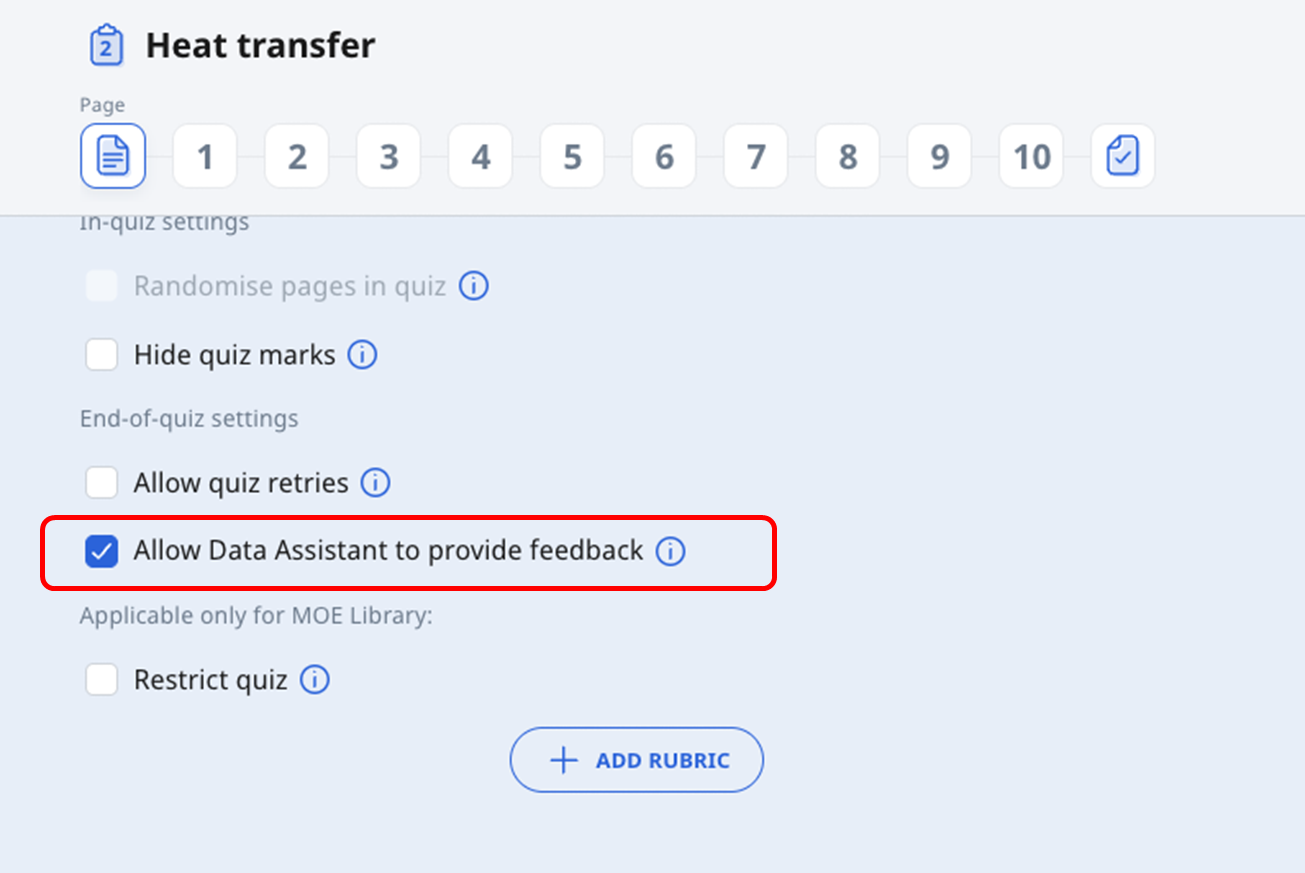 2 Heat transfer
Page
1 2 3 4 5 6 7 8 9 10
In-quiz settings
Randomise pages in quiz i
Hide quiz marks i
End-of-quiz settings
Allow quiz retries i
Allow Data Assistant to provide feedback i
Applicable only for MOE Library:
Restrict quiz i
+ ADD RUBRIC